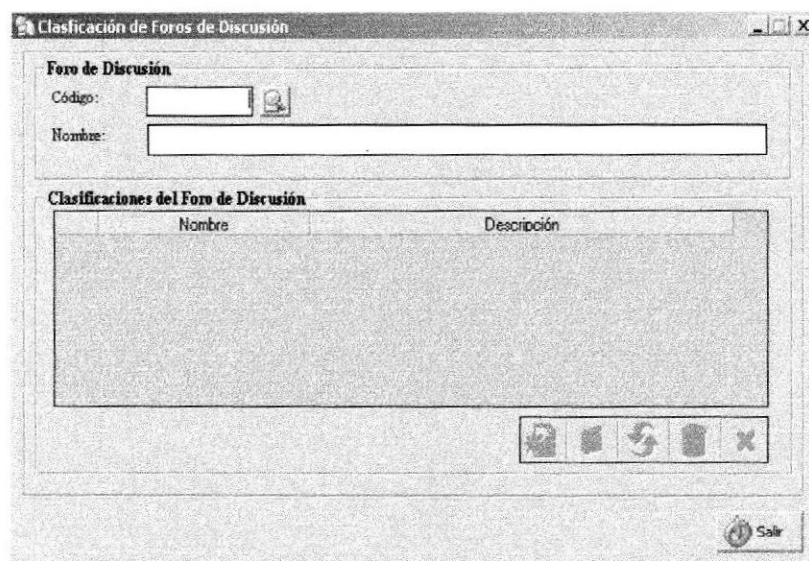 Clasficación de Foros de Discusión
Foro de Discusión
Código:
Nombre:
Clasificaciones del Foro de Discusión
Nombre Descripción
Salir